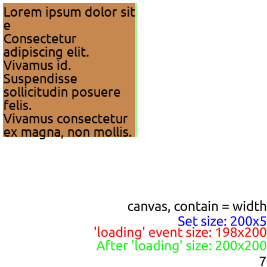 Lorem ipsum dolor sit
e
Consectetur
adipiscing elit.
Vivamus id.
Suspendisse
sollicitudin posuere
felis.
Vivamus consectetur
ex magna, non mollis.
canvas, contain = width
Set size: 200x5
'loading' event size: 198x200
After 'loading' size: 200x200
7